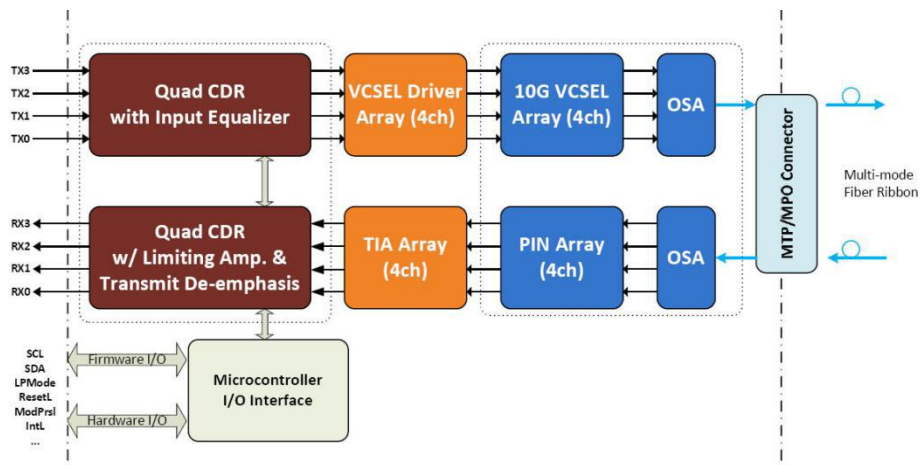 TX3
TX2
TX1
TX0
Quad CDR
with Input Equalizer
VCSEL Driver
Array (4ch)
10G VCSEL
Array (4ch)
OSA
MTP/MPO Connector
Multi-mode
Fiber Ribbon
RX3
RX2
RX1
RX0
Quad CDR
w/ Limiting Amp. &
Transmit De-emphasis
TIA Array
(4ch)
PIN Array
(4ch)
OSA
SCL
SDA
LPMode
ResetL
ModPrsl
IntL
...
Firmware I/O
Hardware I/O
Microcontroller
I/O Interface